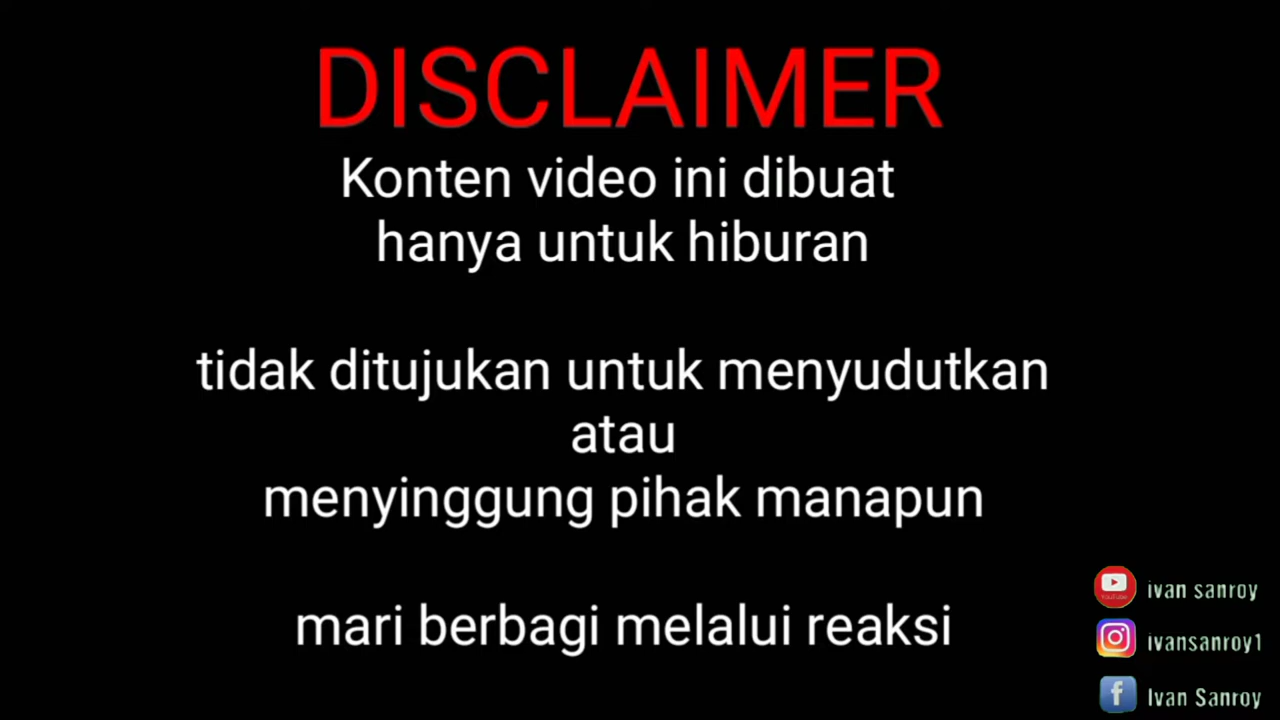 DISCLAIMER
Konten video ini dibuat
hanya untuk hiburan
tidak ditujukan untuk menyudutkan
atau
menyinggung pihak manapun
mari berbagi melalui reaksi
YouTube
ivan sanroy
ivansanroy1
f
Ivan Sanroy